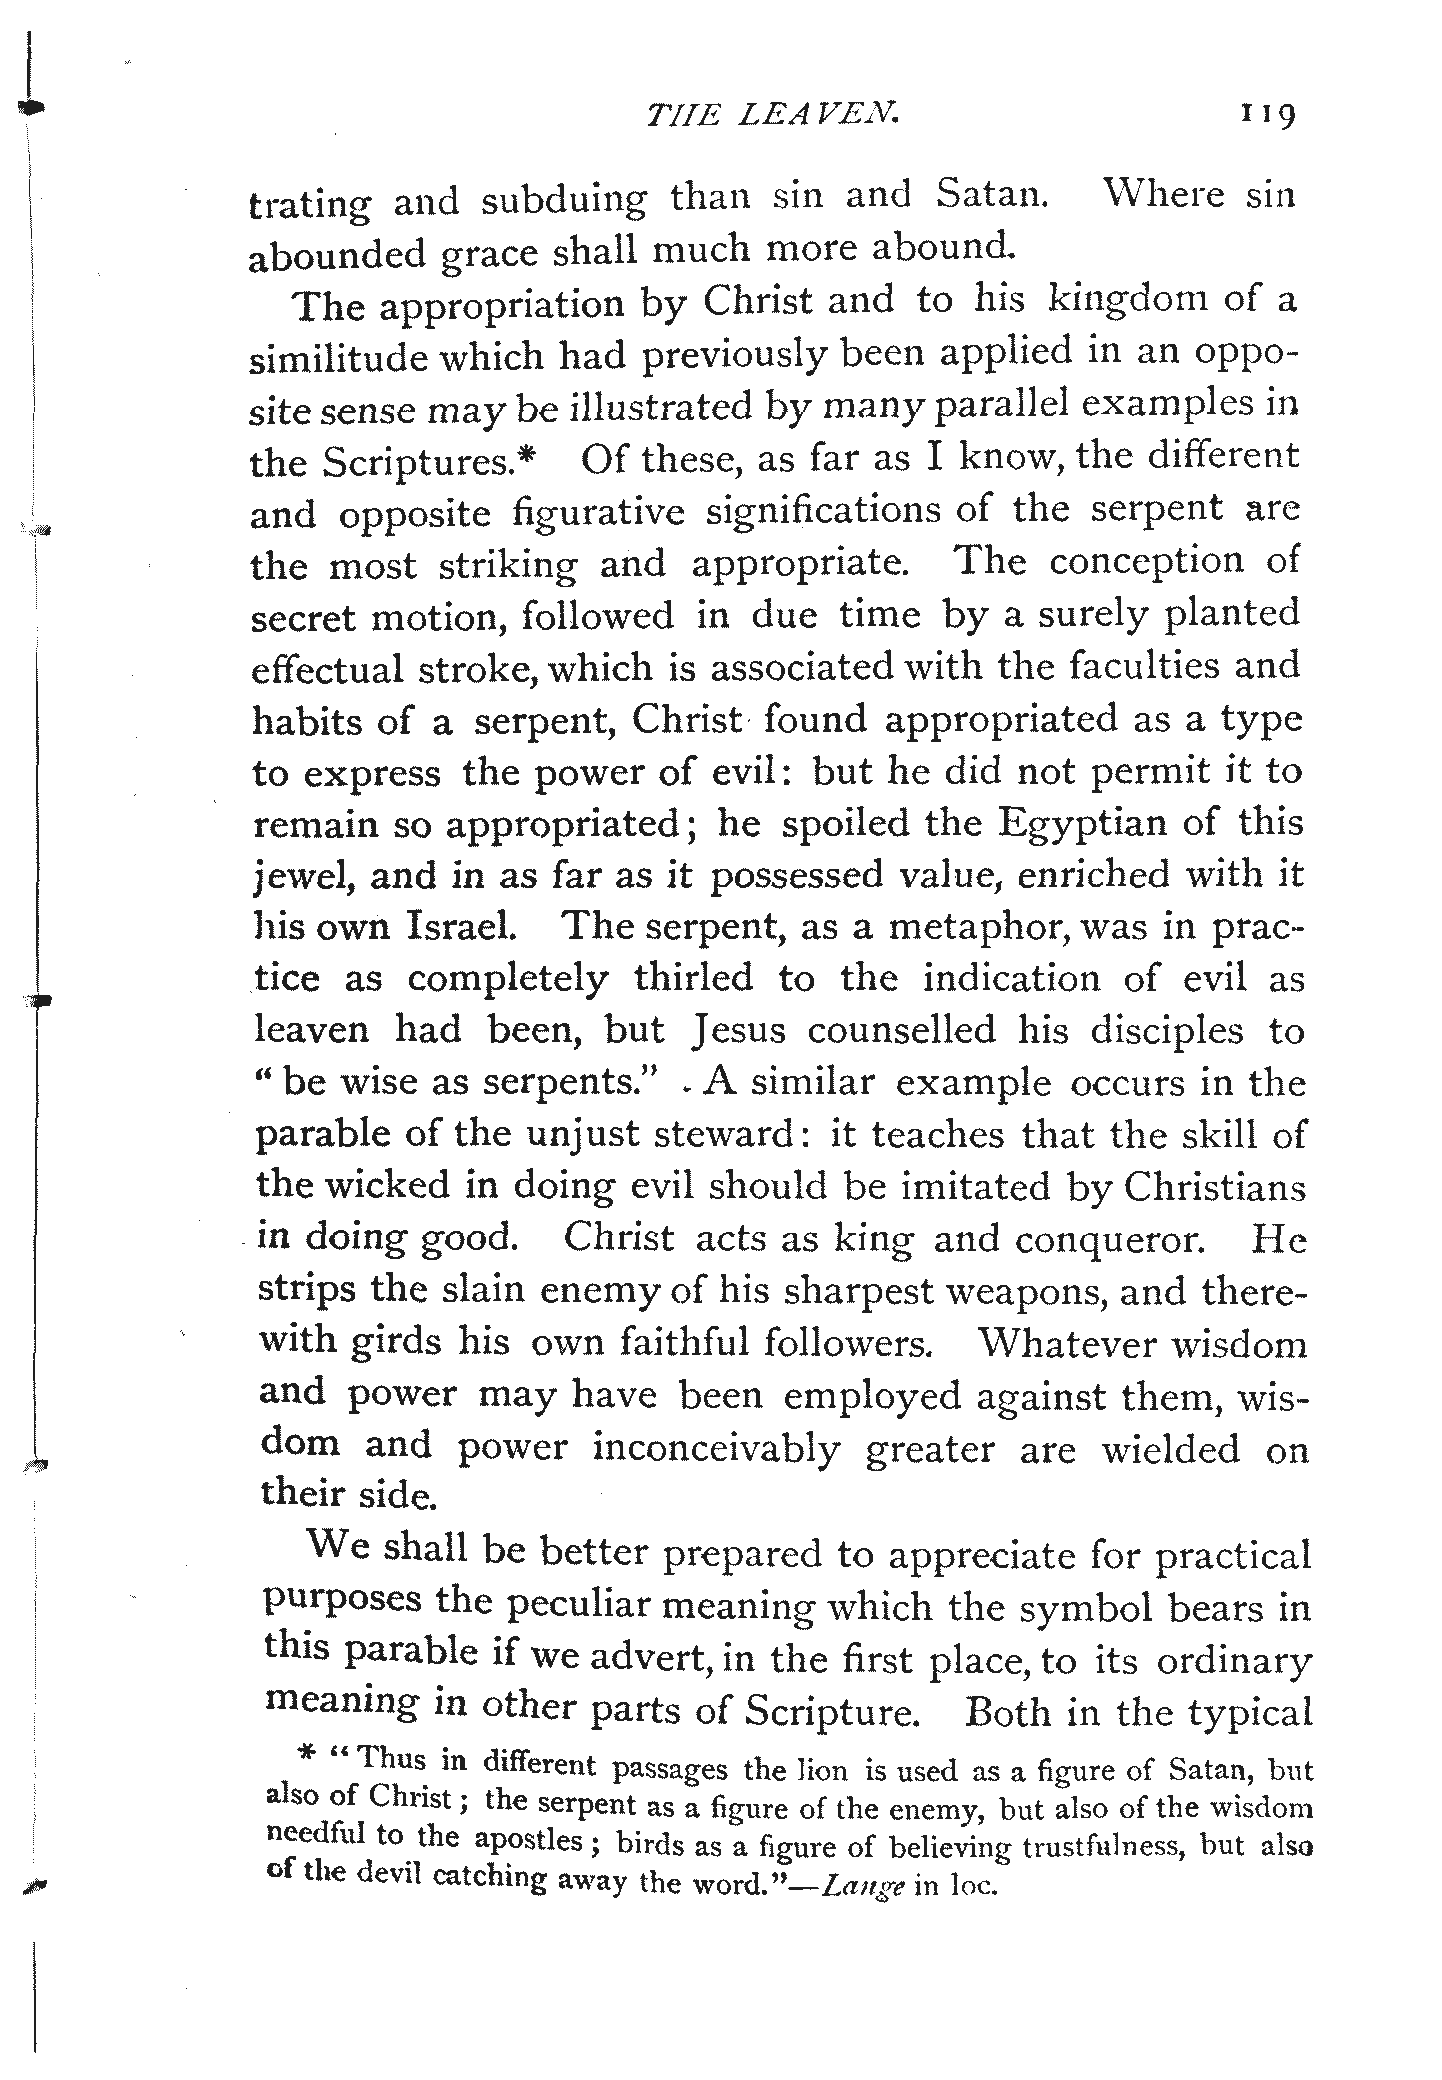 THE LEAVEN. 119
trating and subduing than sin and Satan. Where sin
abounded grace shall much more abound.
The appropriation by Christ and to his kingdom of a
similitude which had previously been applied in an oppo-
site sense may be illustrated by many parallel examples in
the Scriptures.* Of these, as far as I know, the different
and opposite figurative significations of the serpent are
the most striking and appropriate. The conception of
secret motion, followed in due time by a surely planted
effectual stroke, which is associated with the faculties and
habits of a serpent, Christ found appropriated as a type
to express the power of evil: but he did not permit it to
remain so appropriated; he spoiled the Egyptian of this
jewel, and in as far as it possessed value, enriched with it
his own Israel. The serpent, as a metaphor, was in prac-
tice as completely thirled to the indication of evil as
leaven had been, but Jesus counselled his disciples to
"be wise as serpents." A similar example occurs in the
parable of the unjust steward: it teaches that the skill of
the wicked in doing evil should be imitated by Christians
in doing good. Christ acts as king and conqueror. He
strips the slain enemy of his sharpest weapons, and there-
with girds his own faithful followers. Whatever wisdom
and power may have been employed against them, wis-
dom and power inconceivably greater are wielded on
their side.
We shall be better prepared to appreciate for practical
purposes the peculiar meaning which the symbol bears in
this parable if we advert, in the first place, to its ordinary
meaning in other parts of Scripture. Both in the typical
* "Thus in different passages the lion is used as a figure of Satan, but
also of Christ; the serpent as a figure of the enemy, but also of the wisdom
needful to the apostles; birds as a figure of believing trustfulness, but also
of the devil catching away the word."—Lange in loc.